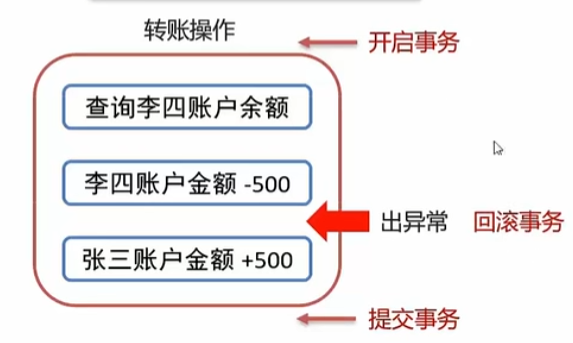 转账操作
开启事务
查询李四账户余额
李四账户金额 -500
出异常 回滚事务
张三账户金额 +500
提交事务